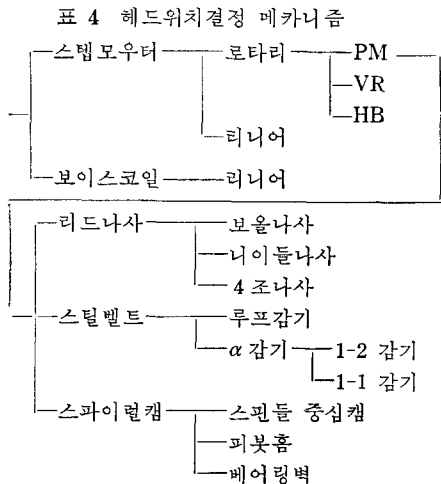 표 4 헤드위치결정 메카니즘
스텝모우터 로타리 PM
VR
HB
티니어
보이스코일 리니어
리드나사 보올나사
니이들나사
4조나사
스틸벨트 루프감기
α감기 1-2 감기
1-1 감기
스파이럴캠 스핀들 중심캠
피봇홈
베어링벽